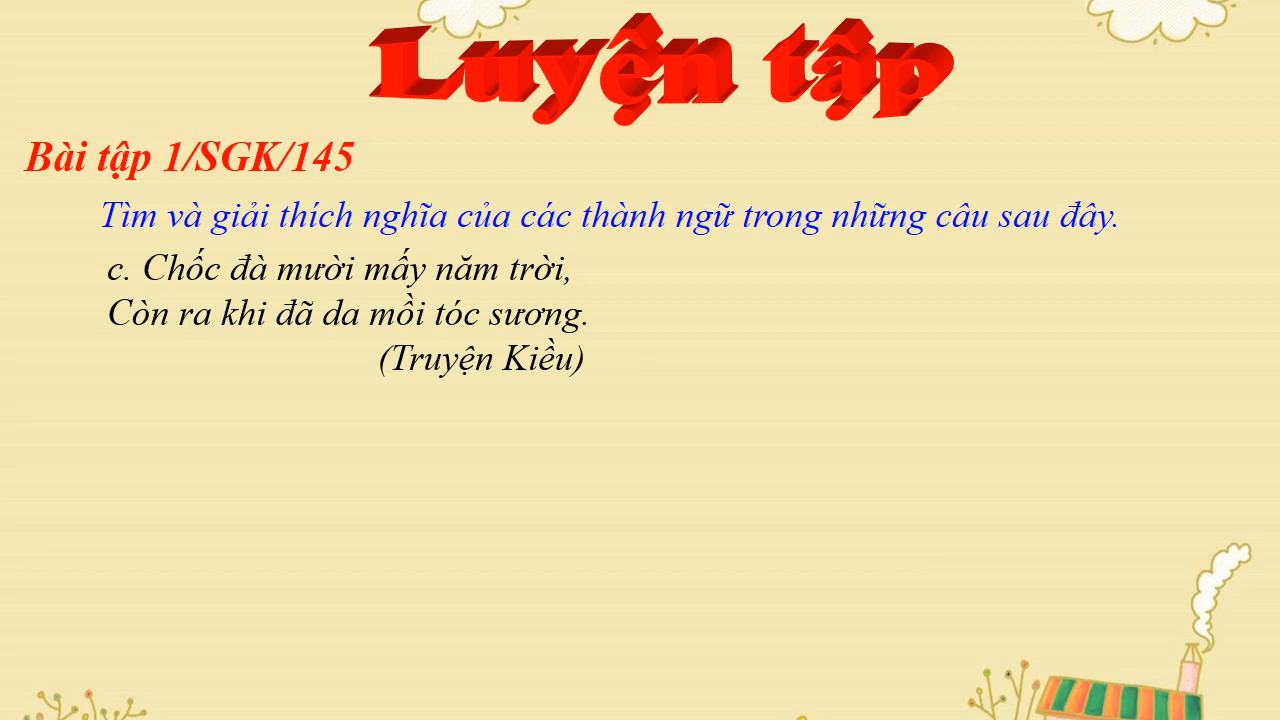 Luyện tập
Bài tập 1/SGK/145
Tìm và giải thích nghĩa của các thành ngữ trong những câu sau đây.
c. Chốc đà mười mấy năm trời,
Còn ra khi đã da mồi tóc sương.
(Truyện Kiều)